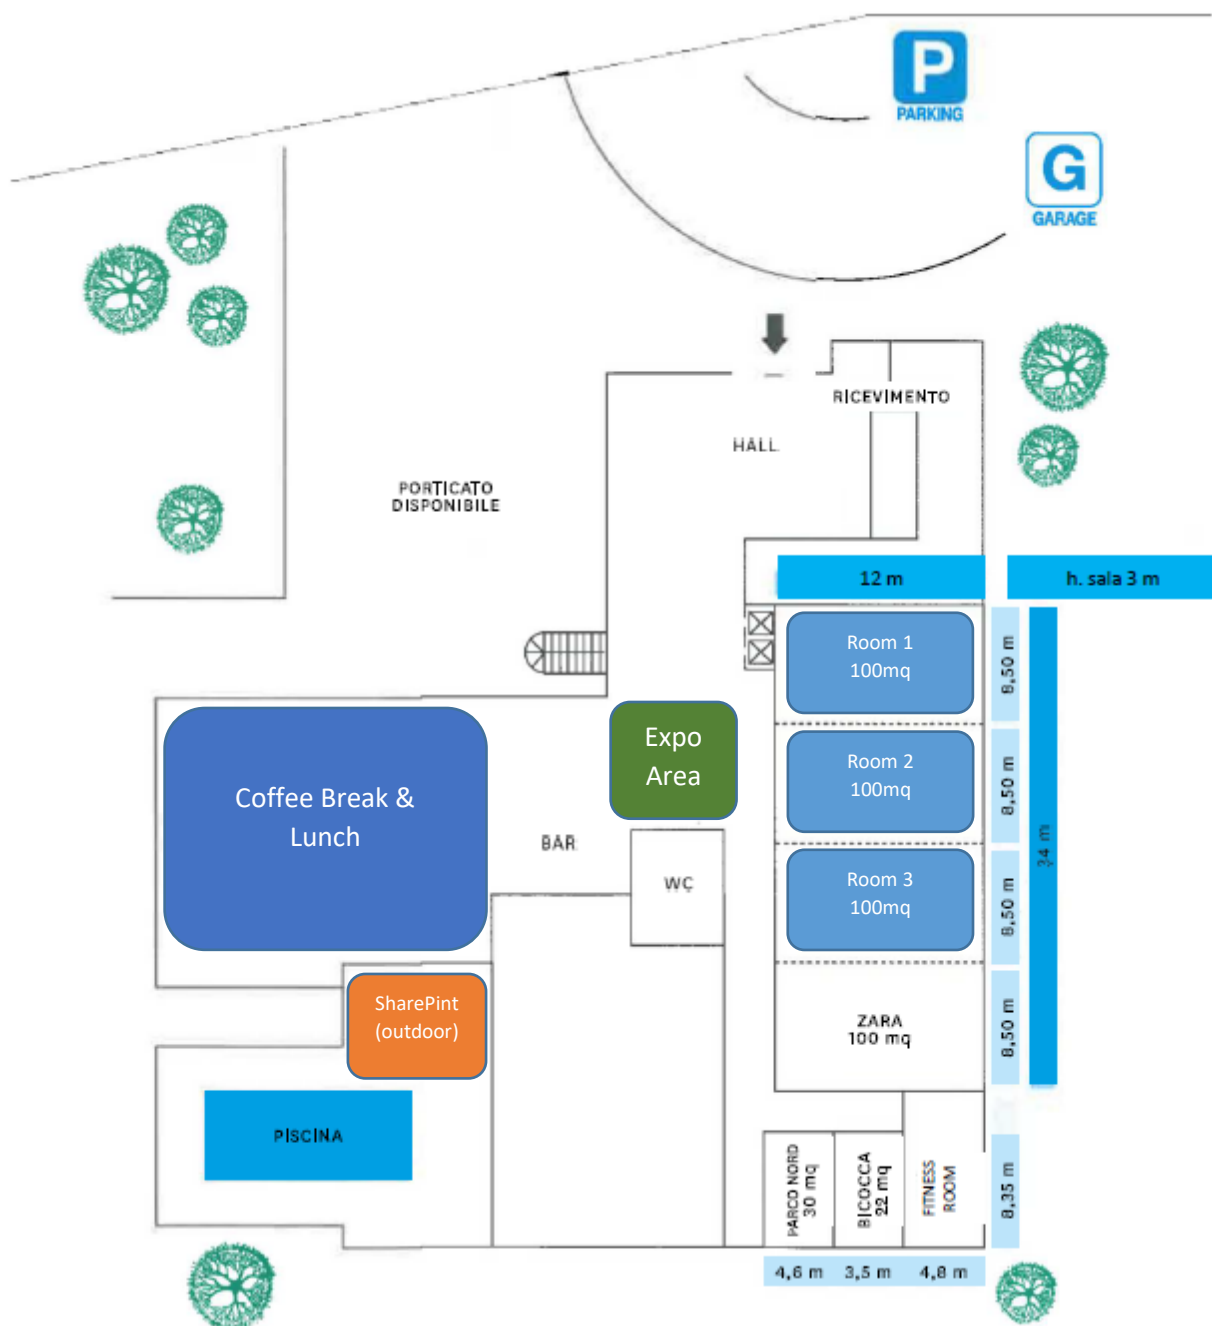 P
PARKING
G
GARAGE
RICEVIMENTO
HALL
PORTICATO
DISPONIBILE
12 m
h. sala 3 m
Room 1
100mq
8,50 m
Expo
Area
Room 2
100mq
8,50 m
Coffee Break &
Lunch
BAR
34 m
WC
Room 3
100mq
8,50 m
SharePint
(outdoor)
ZARA
100 mq
8,50 m
PISCINA
PARCO NORD
30 mq
BICOCCA
22 mq
FITNESS
ROOM
8,35 m
4,6 m
3,5 m
4,8 m